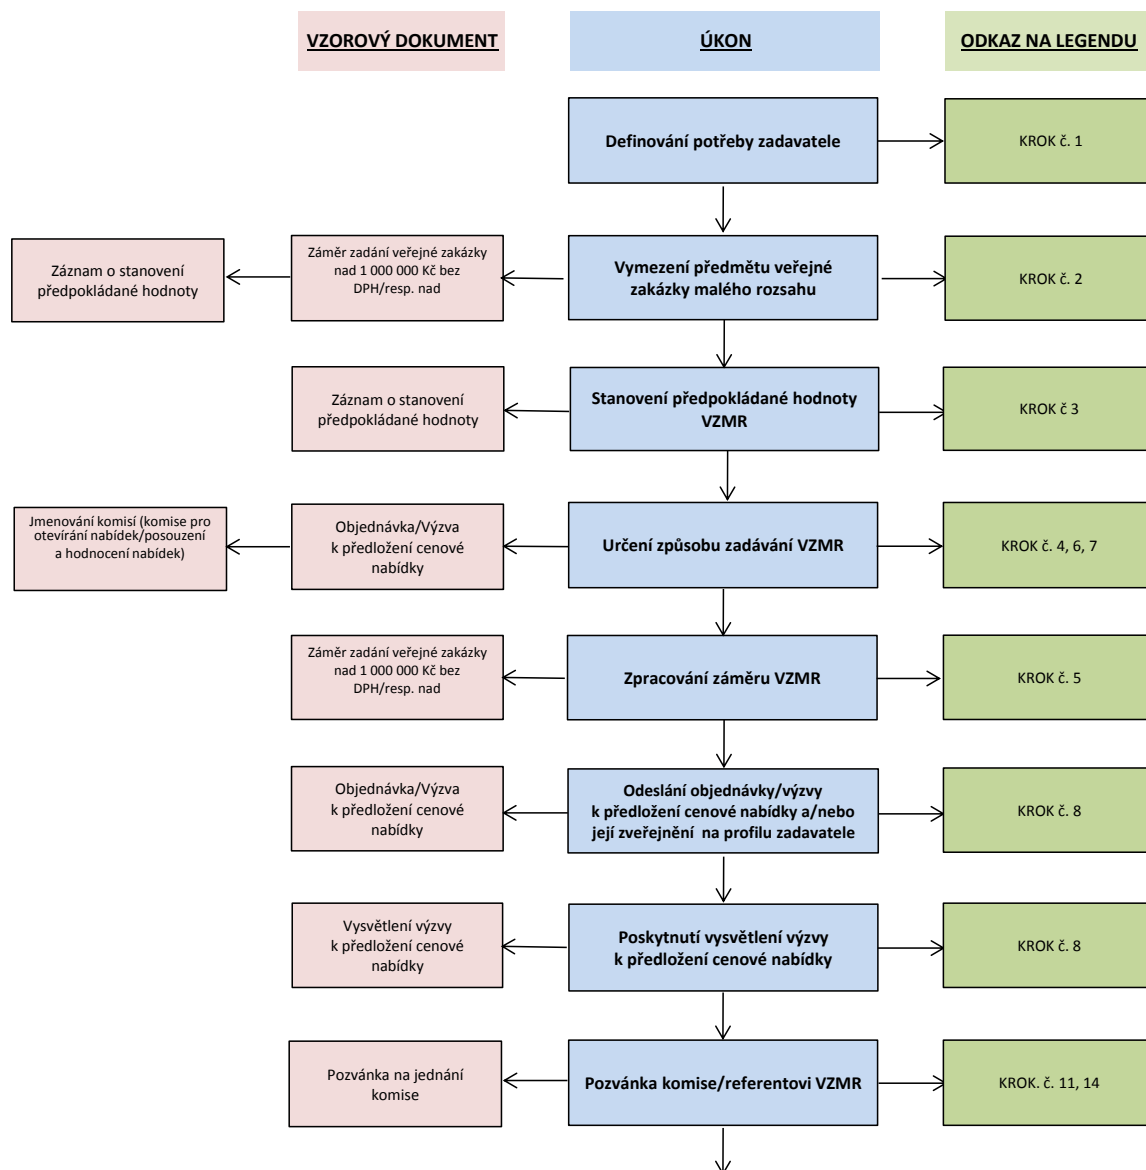 VZOROVÝ DOKUMENT
ÚKON
ODKAZ NA LEGENDU
Definování potřeby zadavatele
KROK č. 1
Záznam o stanovení
předpokládané hodnoty
Záměr zadání veřejné zakázky
nad 1 000 000 Kč bez
DPH/resp. nad
Vymezení předmětu veřejné
zakázky malého rozsahu
KROK č. 2
Záznam o stanovení
předpokládané hodnoty
Stanovení předpokládané hodnoty
VZMR
KROK č 3
Jmenování komisí (komise pro
otevírání nabídek/posouzení
a hodnocení nabídek)
Objednávka/Výzva
k předložení cenové
nabídky
Určení způsobu zadávání VZMR
KROK č. 4, 6, 7
Záměr zadání veřejné zakázky
nad 1 000 000 Kč bez
DPH/resp. nad
Zpracování záměru VZMR
KROK č. 5
Objednávka/Výzva
k předložení cenové
nabídky
Odeslání objednávky/výzvy
k předložení cenové nabídky a/nebo
její zveřejnění na profilu zadavatele
KROK č. 8
Vysvětlení výzvy
k předložení cenové
nabídky
Poskytnutí vysvětlení výzvy
k předložení cenové nabídky
KROK č. 8
Pozvánka na jednání
komise
Pozvánka komise/referentovi VZMR
KROK. č. 11, 14